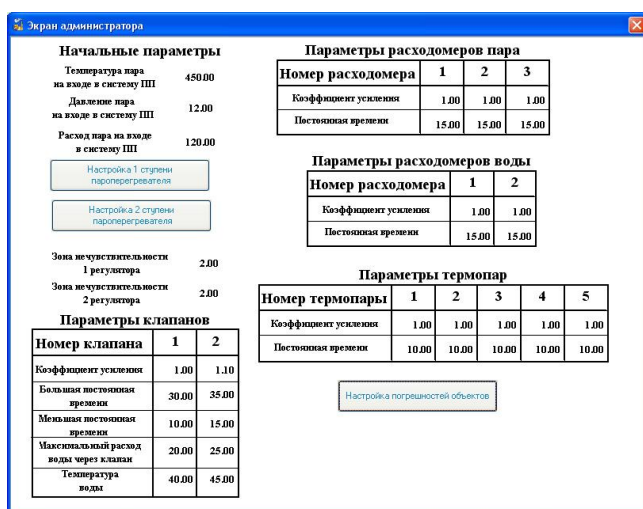 Экран администратора
Начальные параметры
Температура пара
на входе в систему ПП 450.00
Давление пара
на входе в систему ПП 12.00
Расход пара на входе
в систему ПП 120.00
Настройка 1 ступени
пароперегревателя
Настройка 2 ступени
пароперегревателя
Зона нечувствительности
1 регулятора 2.00
Зона нечувствительности
2 регулятора 2.00
Параметры клапанов
Номер клапана 1 2
Коэффициент усиления 1.00 1.10
Большая постоянная
времени 30.00 35.00
Меньшая постоянная
времени 10.00 15.00
Максимальный расход
воды через клапан 20.00 25.00
Температура
воды 40.00 45.00
Параметры расходомеров пара
Номер расходомера 1 2 3
Коэффициент усиления 1.00 1.00 1.00
Постоянная времени 15.00 15.00 15.00
Параметры расходомеров воды
Номер расходомера 1 2
Коэффициент усиления 1.00 1.00
Постоянная времени 15.00 15.00
Параметры термопар
Номер термопары 1 2 3 4 5
Коэффициент усиления 1.00 1.00 1.00 1.00 1.00
Постоянная времени 10.00 10.00 10.00 10.00 10.00
Настройка погрешностей объектов